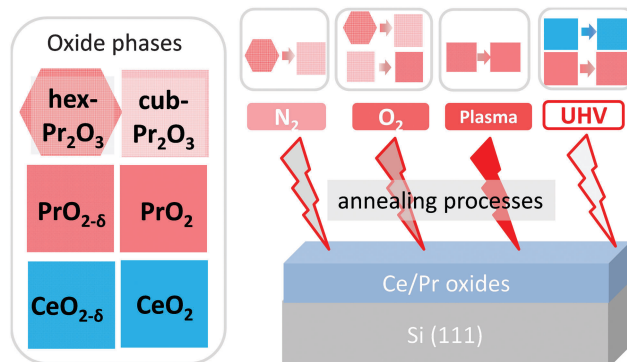 Oxide phases
hex-
Pr₂O₃
cub-
Pr₂O₃
PrO₂₋δ
PrO₂
CeO₂₋δ
CeO₂
N₂
O₂
Plasma
UHV
annealing processes
Ce/Pr oxides
Si (111)